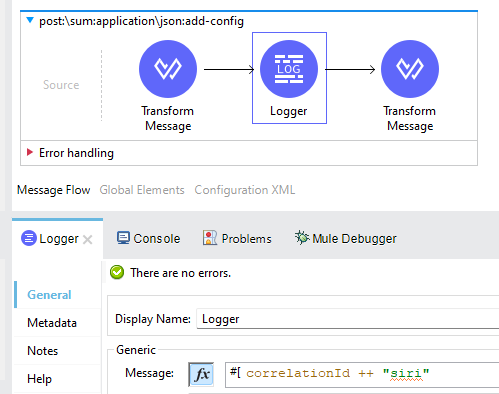 post:\sum:application\json:add-config
Source
LOG
Transform
Message
Logger
Transform
Message
Error handling
Message Flow Global Elements Configuration XML
Logger Console Problems Mule Debugger
There are no errors.
General
Metadata
Notes
Help
Display Name: Logger
Generic
Message: fx #[ correlationId ++ "siri"